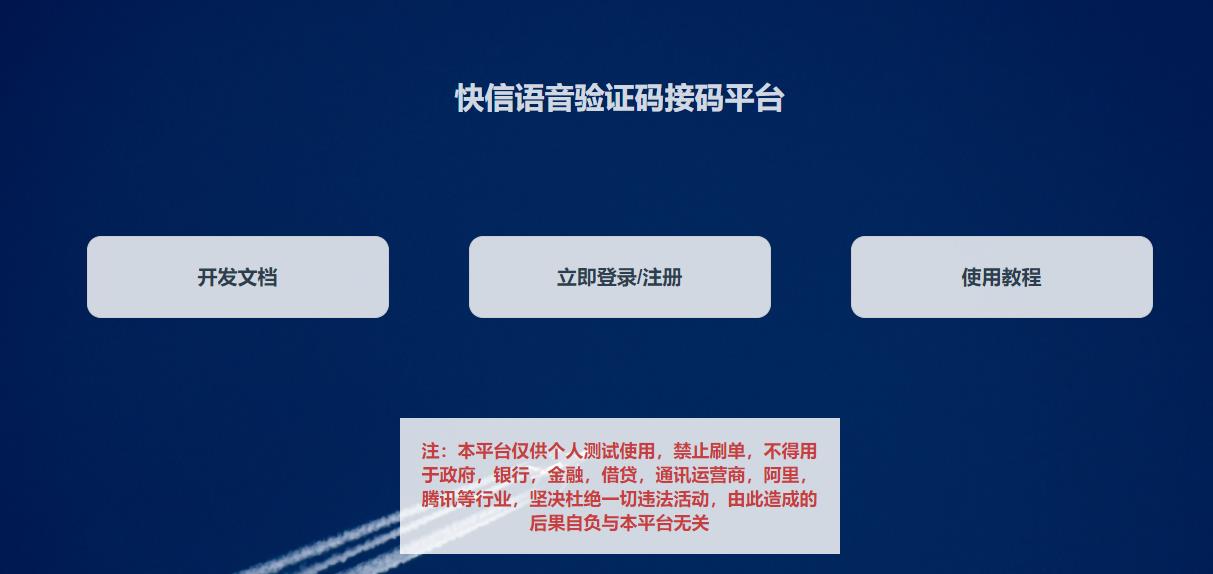 快信语音验证码接码平台
开发文档
立即登录/注册
使用教程
注：本平台仅供个人测试使用，禁止刷单，不得用
于政府，银行，金融，借贷，通讯运营商，阿里，
腾讯等行业，坚决杜绝一切违法活动，由此造成的
后果自负与本平台无关